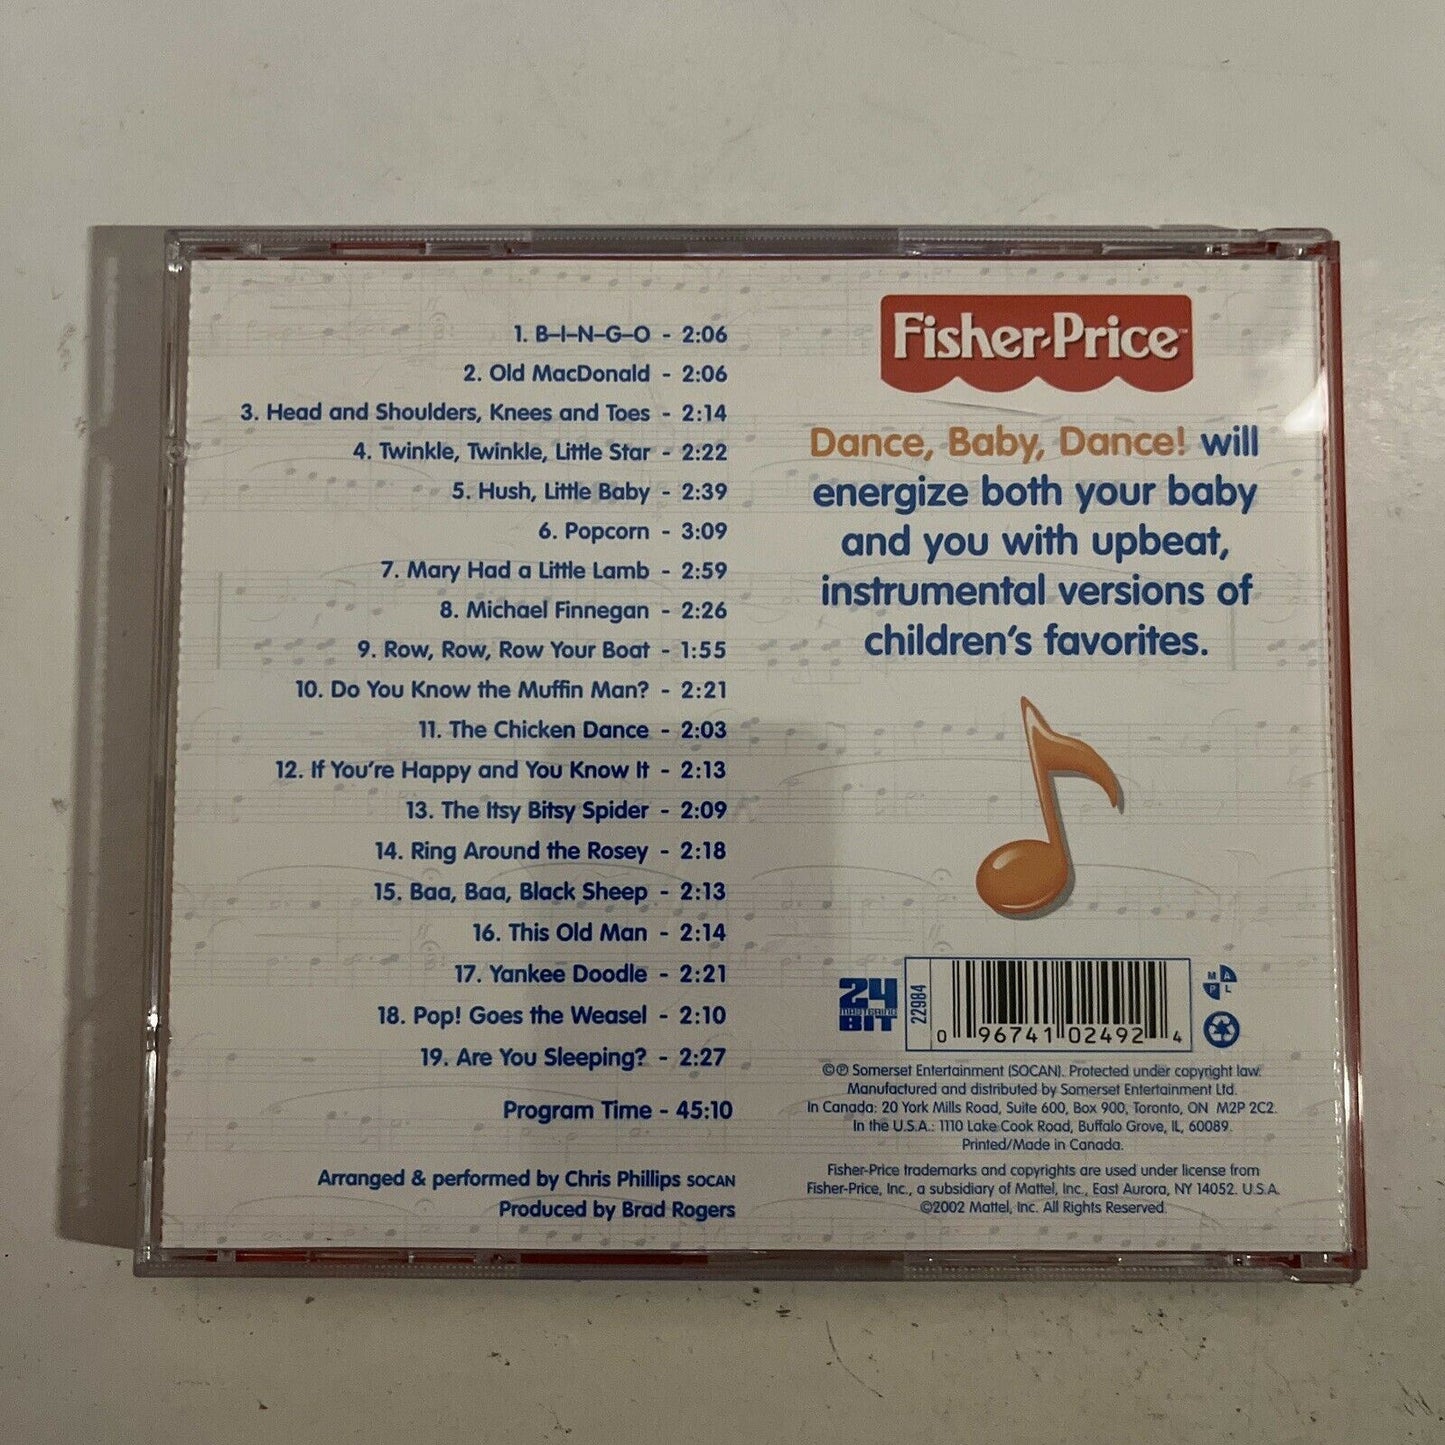 1. B-I-N-G-O - 2:06
2. Old MacDonald - 2:06
3. Head and Shoulders, Knees and Toes - 2:14
4. Twinkle, Twinkle, Little Star - 2:22
5. Hush, Little Baby - 2:39
6. Popcorn - 3:09
7. Mary Had a Little Lamb - 2:59
8. Michael Finnegan - 2:26
9. Row, Row, Row Your Boat - 1:55
10. Do You Know the Muffin Man? - 2:21
11. The Chicken Dance - 2:03
12. If You're Happy and You Know It - 2:13
13. The Itsy Bitsy Spider - 2:09
14. Ring Around the Rosey - 2:18
15. Baa, Baa, Black Sheep - 2:13
16. This Old Man - 2:14
17. Yankee Doodle - 2:21
18. Pop! Goes the Weasel - 2:10
19. Are You Sleeping? - 2:27
Program Time - 45:10
Arranged & performed by Chris Phillips SOCAN
Produced by Brad Rogers
Fisher-Price
Dance, Baby, Dance! will
energize both your baby
and you with upbeat,
instrumental versions of
children's favorites.
24
BIT
22984
0 96741 02492 4
M A
P L
©℗ Somerset Entertainment (SOCAN). Protected under copyright law.
Manufactured and distributed by Somerset Entertainment Ltd.
In Canada: 20 York Mills Road, Suite 600, Box 900, Toronto, ON M2P 2C2.
In the U.S.A.: 1110 Lake Cook Road, Buffalo Grove, IL, 60089.
Printed/Made in Canada.
Fisher-Price trademarks and copyrights are used under license from
Fisher-Price, Inc., a subsidiary of Mattel, Inc., East Aurora, NY 14052. U.S.A.
©2002 Mattel, Inc. All Rights Reserved.